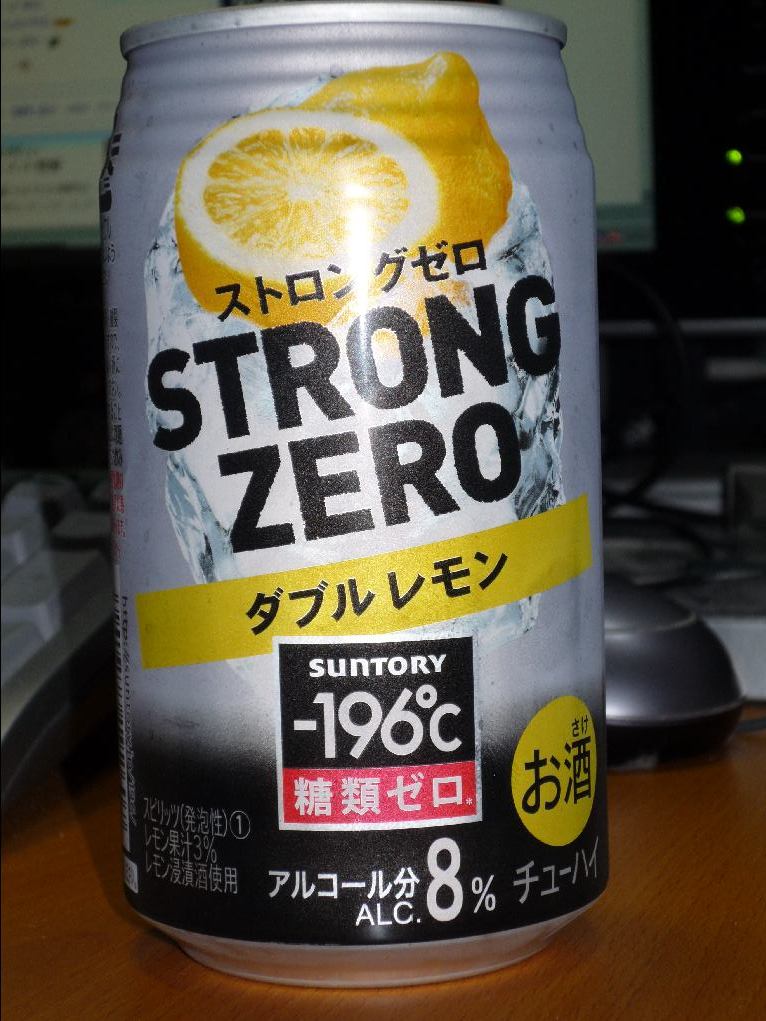 ストロングゼロ
STRONG
ZERO
ダブルレモン
SUNTORY
-196℃
糖類ゼロ*
さけ
お酒
スピリッツ(発泡性)①
レモン果汁3%
レモン浸漬酒使用
アルコール分
ALC. 8%
チューハイ